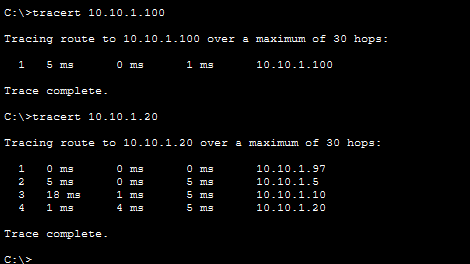 C:\>tracert 10.10.1.100
Tracing route to 10.10.1.100 over a maximum of 30 hops:
1 5 ms 0 ms 1 ms 10.10.1.100
Trace complete.
C:\>tracert 10.10.1.20
Tracing route to 10.10.1.20 over a maximum of 30 hops:
1 0 ms 0 ms 0 ms 10.10.1.97
2 5 ms 0 ms 5 ms 10.10.1.5
3 18 ms 1 ms 5 ms 10.10.1.10
4 1 ms 4 ms 5 ms 10.10.1.20
Trace complete.
C:\>